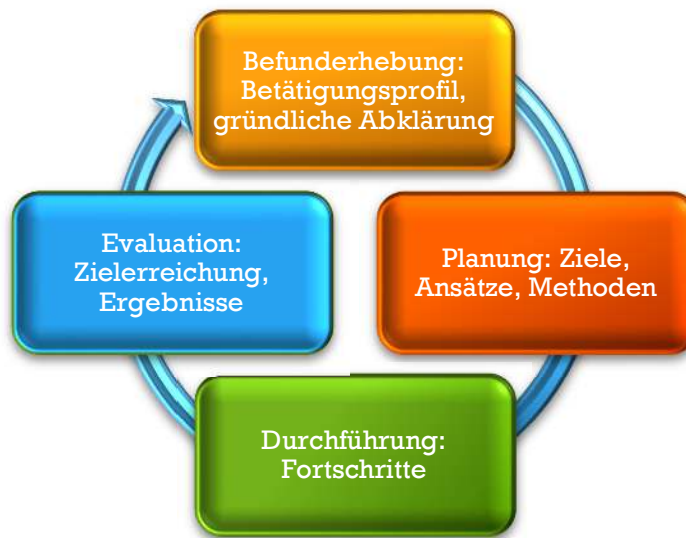 Befunderhebung:
Betätigungsprofil,
gründliche Abklärung
Evaluation:
Zielerreichung,
Ergebnisse
Planung: Ziele,
Ansätze, Methoden
Durchführung:
Fortschritte